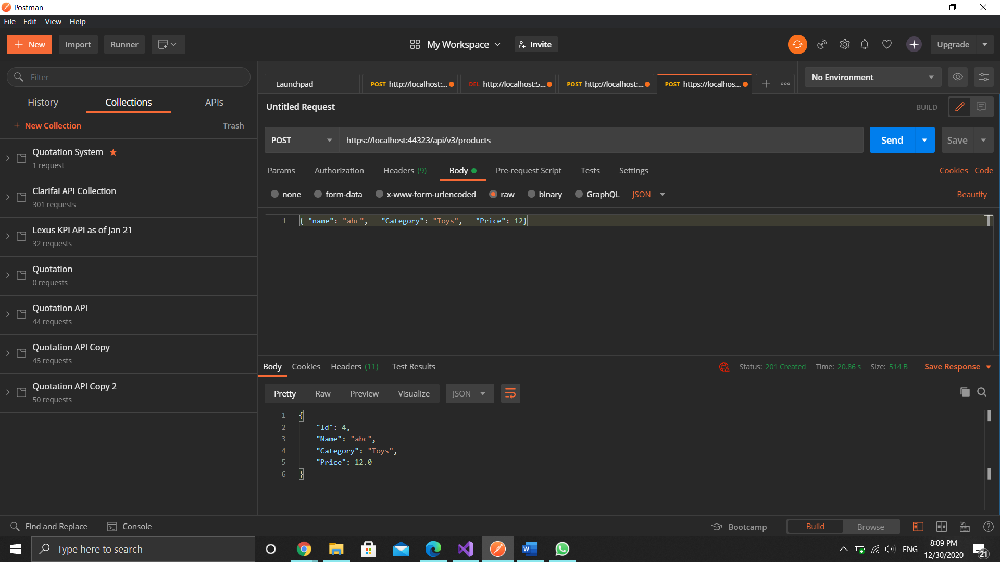 Postman
File Edit View Help
New Import Runner My Workspace Invite Upgrade
Filter
History Collections APIs
+ New Collection Trash
Quotation System
1 request
Clarifai API Collection
301 requests
Lexus KPI API as of Jan 21
32 requests
Quotation
0 requests
Quotation API
44 requests
Quotation API Copy
45 requests
Quotation API Copy 2
50 requests
Launchpad POST http://localhost:... DEL http://localhost:5... POST http://localhost:... POST https://localhos... No Environment
Untitled Request BUILD
POST https://localhost:44323/api/v3/products Send Save
Params Authorization Headers (9) Body Pre-request Script Tests Settings Cookies Code
none form-data x-www-form-urlencoded raw binary GraphQL JSON Beautify
1 { "name": "abc", "Category": "Toys", "Price": 12}
Body Cookies Headers (11) Test Results Status: 201 Created Time: 20.86 s Size: 514 B Save Response
Pretty Raw Preview Visualize JSON
1 {
2 "Id": 4,
3 "Name": "abc",
4 "Category": "Toys",
5 "Price": 12.0
6 }
Find and Replace Console Bootcamp Build Browse
Type here to search ENG 8:09 PM
12/30/2020 21